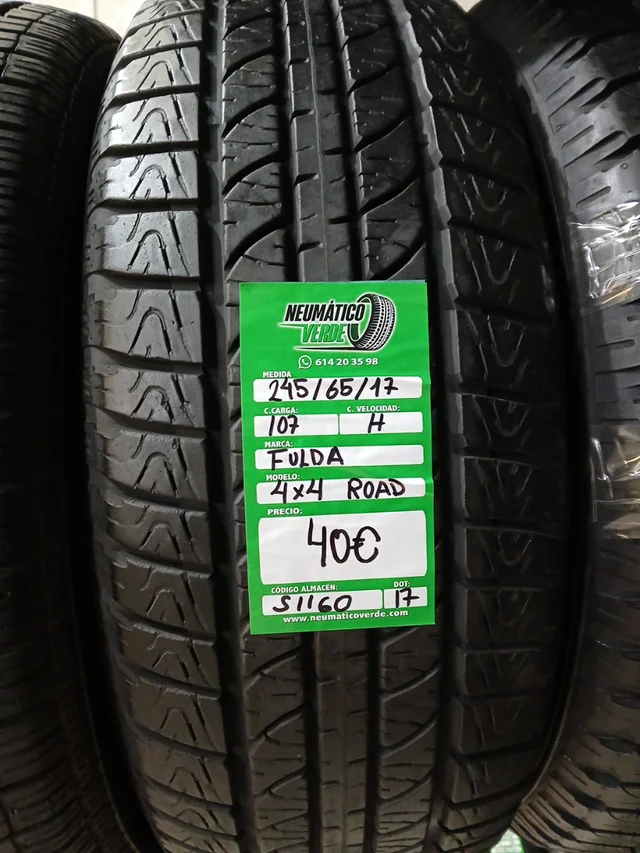 NEUMÁTICO
VERDE
614 20 35 98
MEDIDA
245/65/17
C.CARGA: C. VELOCIDAD:
107 H
MARCA:
FULDA
MODELO:
4x4 ROAD
PRECIO:
40€
CÓDIGO ALMACÉN: DOT:
S1160 17
www.neumaticoverde.com